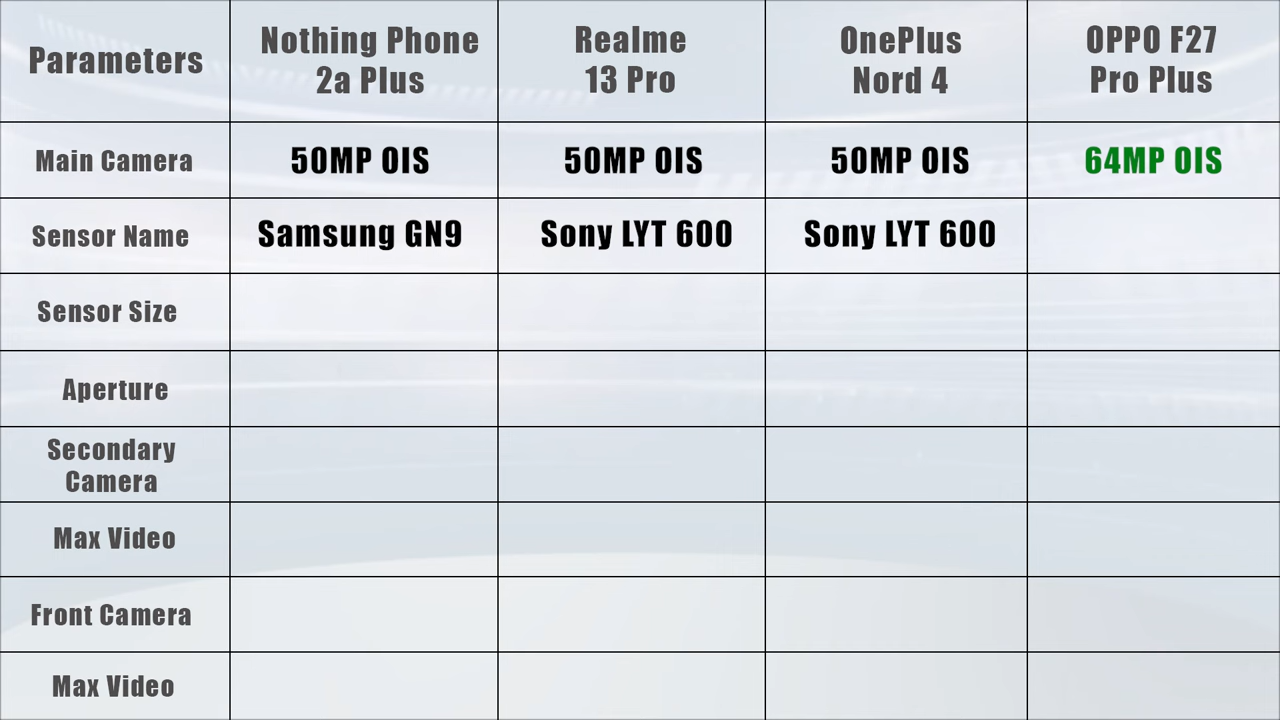 Parameters
Nothing Phone
2a Plus
Realme
13 Pro
OnePlus
Nord 4
OPPO F27
Pro Plus
Main Camera
50MP OIS
50MP OIS
50MP OIS
64MP OIS
Sensor Name
Samsung GN9
Sony LYT 600
Sony LYT 600
Sensor Size
Aperture
Secondary
Camera
Max Video
Front Camera
Max Video